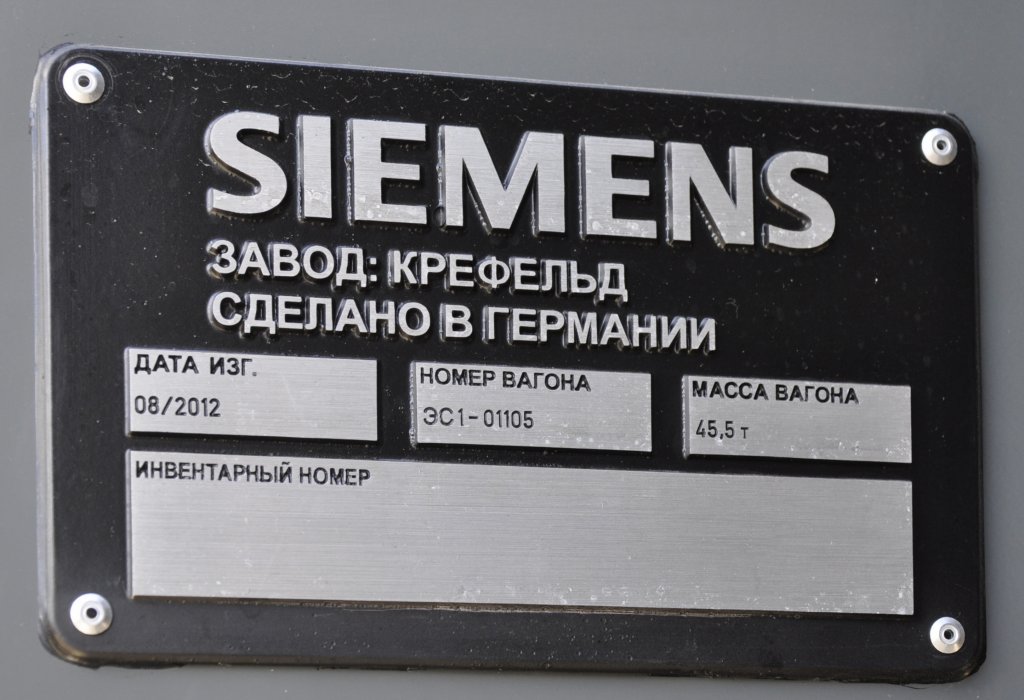 SIEMENS
ЗАВОД: КРЕФЕЛЬД
СДЕЛАНО В ГЕРМАНИИ
ДАТА ИЗГ.
08/2012
НОМЕР ВАГОНА
ЭС1-01105
МАССА ВАГОНА
45,5 т
ИНВЕНТАРНЫЙ НОМЕР